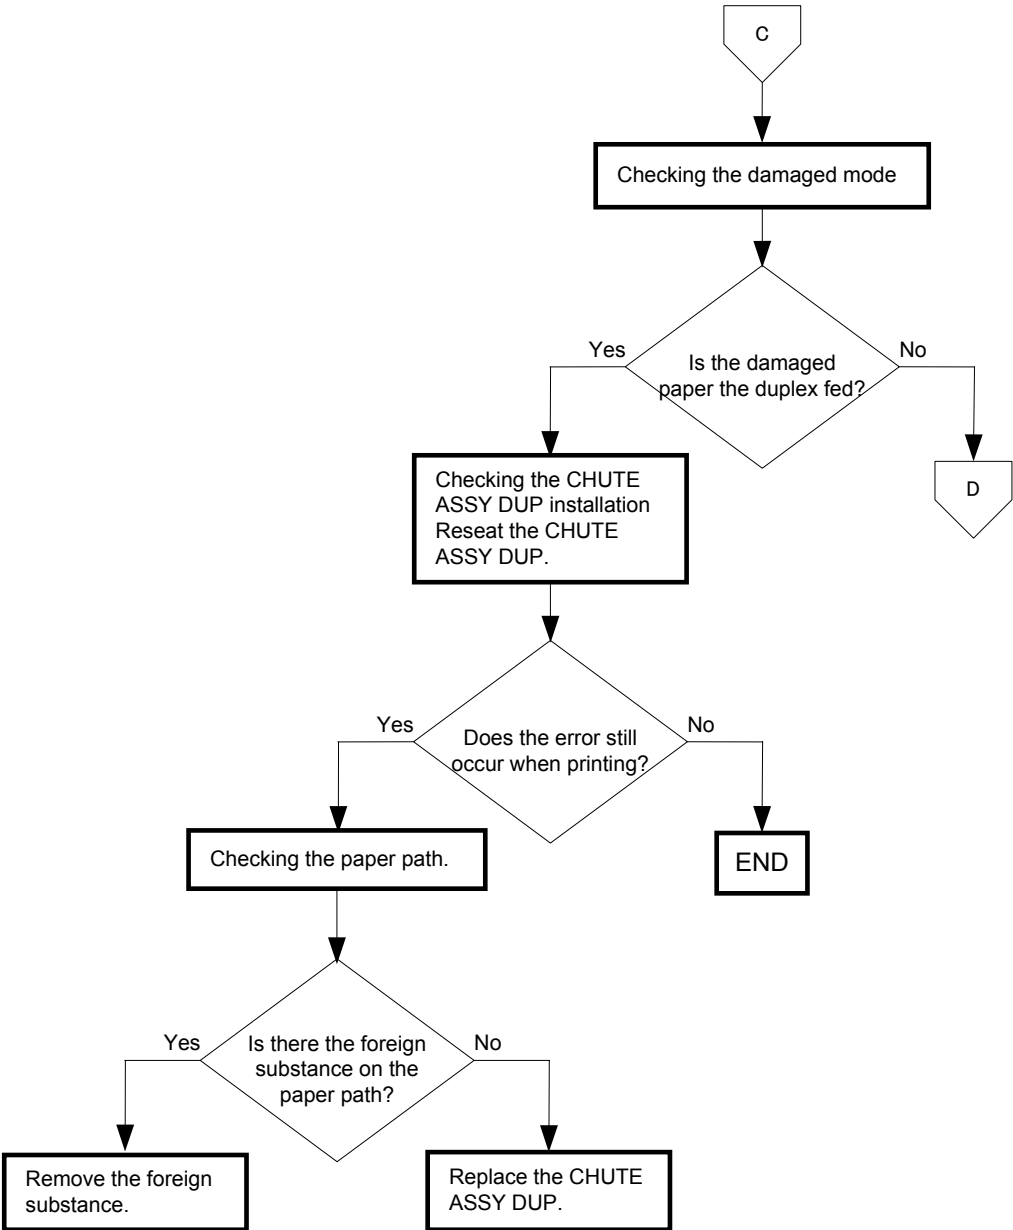 C
Checking the damaged mode
Yes
No
Is the damaged
paper the duplex fed?
Checking the CHUTE
ASSY DUP installation
Reseat the CHUTE
ASSY DUP.
D
Yes
No
Does the error still
occur when printing?
Checking the paper path.
END
Yes
No
Is there the foreign
substance on the
paper path?
Remove the foreign
substance.
Replace the CHUTE
ASSY DUP.